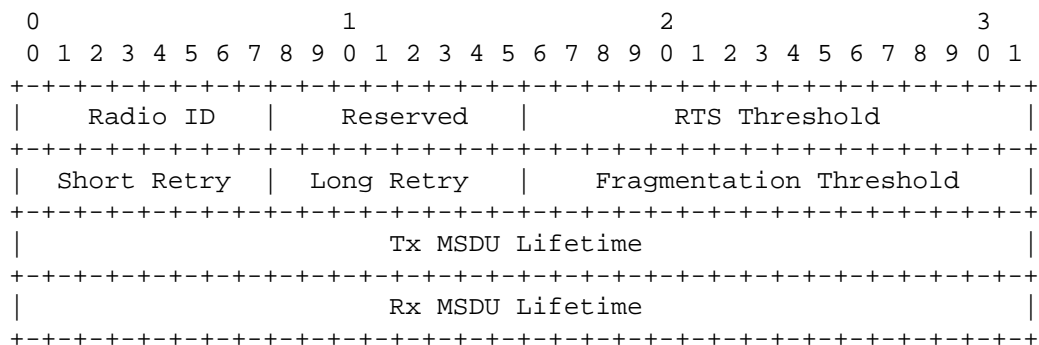 0                   1                   2                   3
 0 1 2 3 4 5 6 7 8 9 0 1 2 3 4 5 6 7 8 9 0 1 2 3 4 5 6 7 8 9 0 1
+-+-+-+-+-+-+-+-+-+-+-+-+-+-+-+-+-+-+-+-+-+-+-+-+-+-+-+-+-+-+-+-+
|    Radio ID   |    Reserved   |         RTS Threshold         |
+-+-+-+-+-+-+-+-+-+-+-+-+-+-+-+-+-+-+-+-+-+-+-+-+-+-+-+-+-+-+-+-+
|  Short Retry  |  Long Retry   |    Fragmentation Threshold    |
+-+-+-+-+-+-+-+-+-+-+-+-+-+-+-+-+-+-+-+-+-+-+-+-+-+-+-+-+-+-+-+-+
|                       Tx MSDU Lifetime                        |
+-+-+-+-+-+-+-+-+-+-+-+-+-+-+-+-+-+-+-+-+-+-+-+-+-+-+-+-+-+-+-+-+
|                       Rx MSDU Lifetime                        |
+-+-+-+-+-+-+-+-+-+-+-+-+-+-+-+-+-+-+-+-+-+-+-+-+-+-+-+-+-+-+-+-+